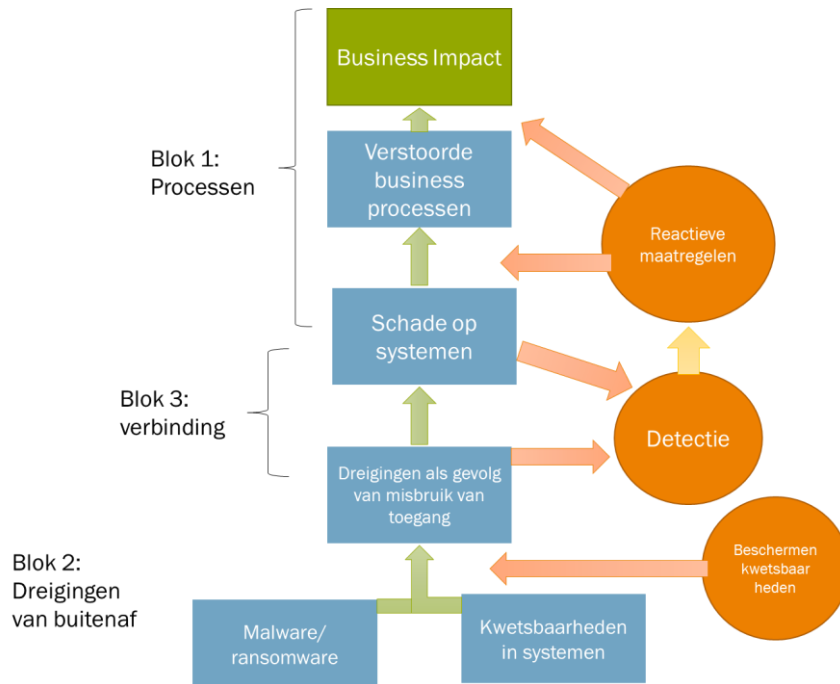 Business Impact
Blok 1:
Processen
Verstoorde
business
processen
Reactieve
maatregelen
Schade op
systemen
Blok 3:
verbinding
Detectie
Dreigingen als gevolg
van misbruik van
toegang
Blok 2:
Dreigingen
van buitenaf
Beschermen
kwetsbaar
heden
Malware/
ransomware
Kwetsbaarheden
in systemen